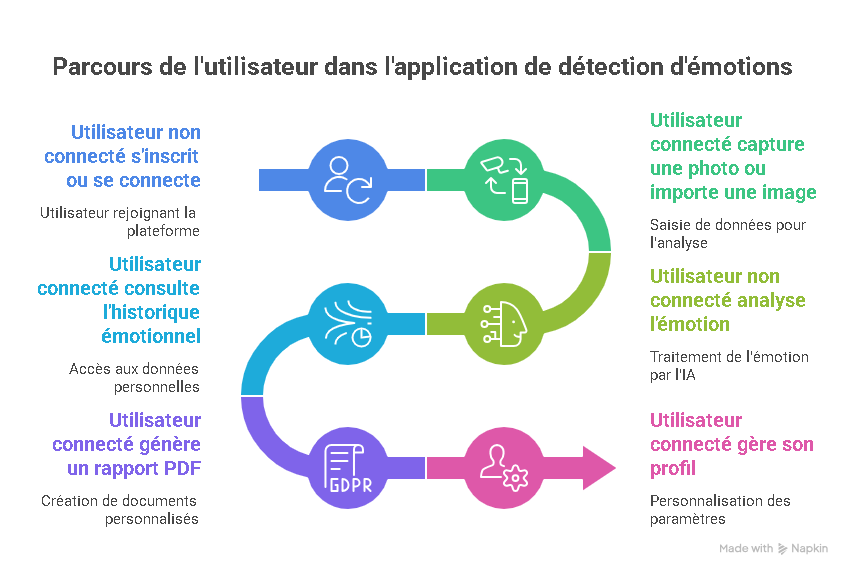 Parcours de l'utilisateur dans l'application de détection d'émotions
Utilisateur non
connecté s'inscrit
ou se connecte
Utilisateur rejoignant la
plateforme
Utilisateur
connecté capture
une photo ou
importe une image
Saisie de données pour
l'analyse
Utilisateur
connecté consulte
l'historique
émotionnel
Accès aux données
personnelles
Utilisateur non
connecté analyse
l'émotion
Traitement de l'émotion
par l'IA
Utilisateur
connecté génère
un rapport PDF
Création de documents
personnalisés
GDPR
Utilisateur
connecté gère son
profil
Personnalisation des
paramètres
Made with Napkin